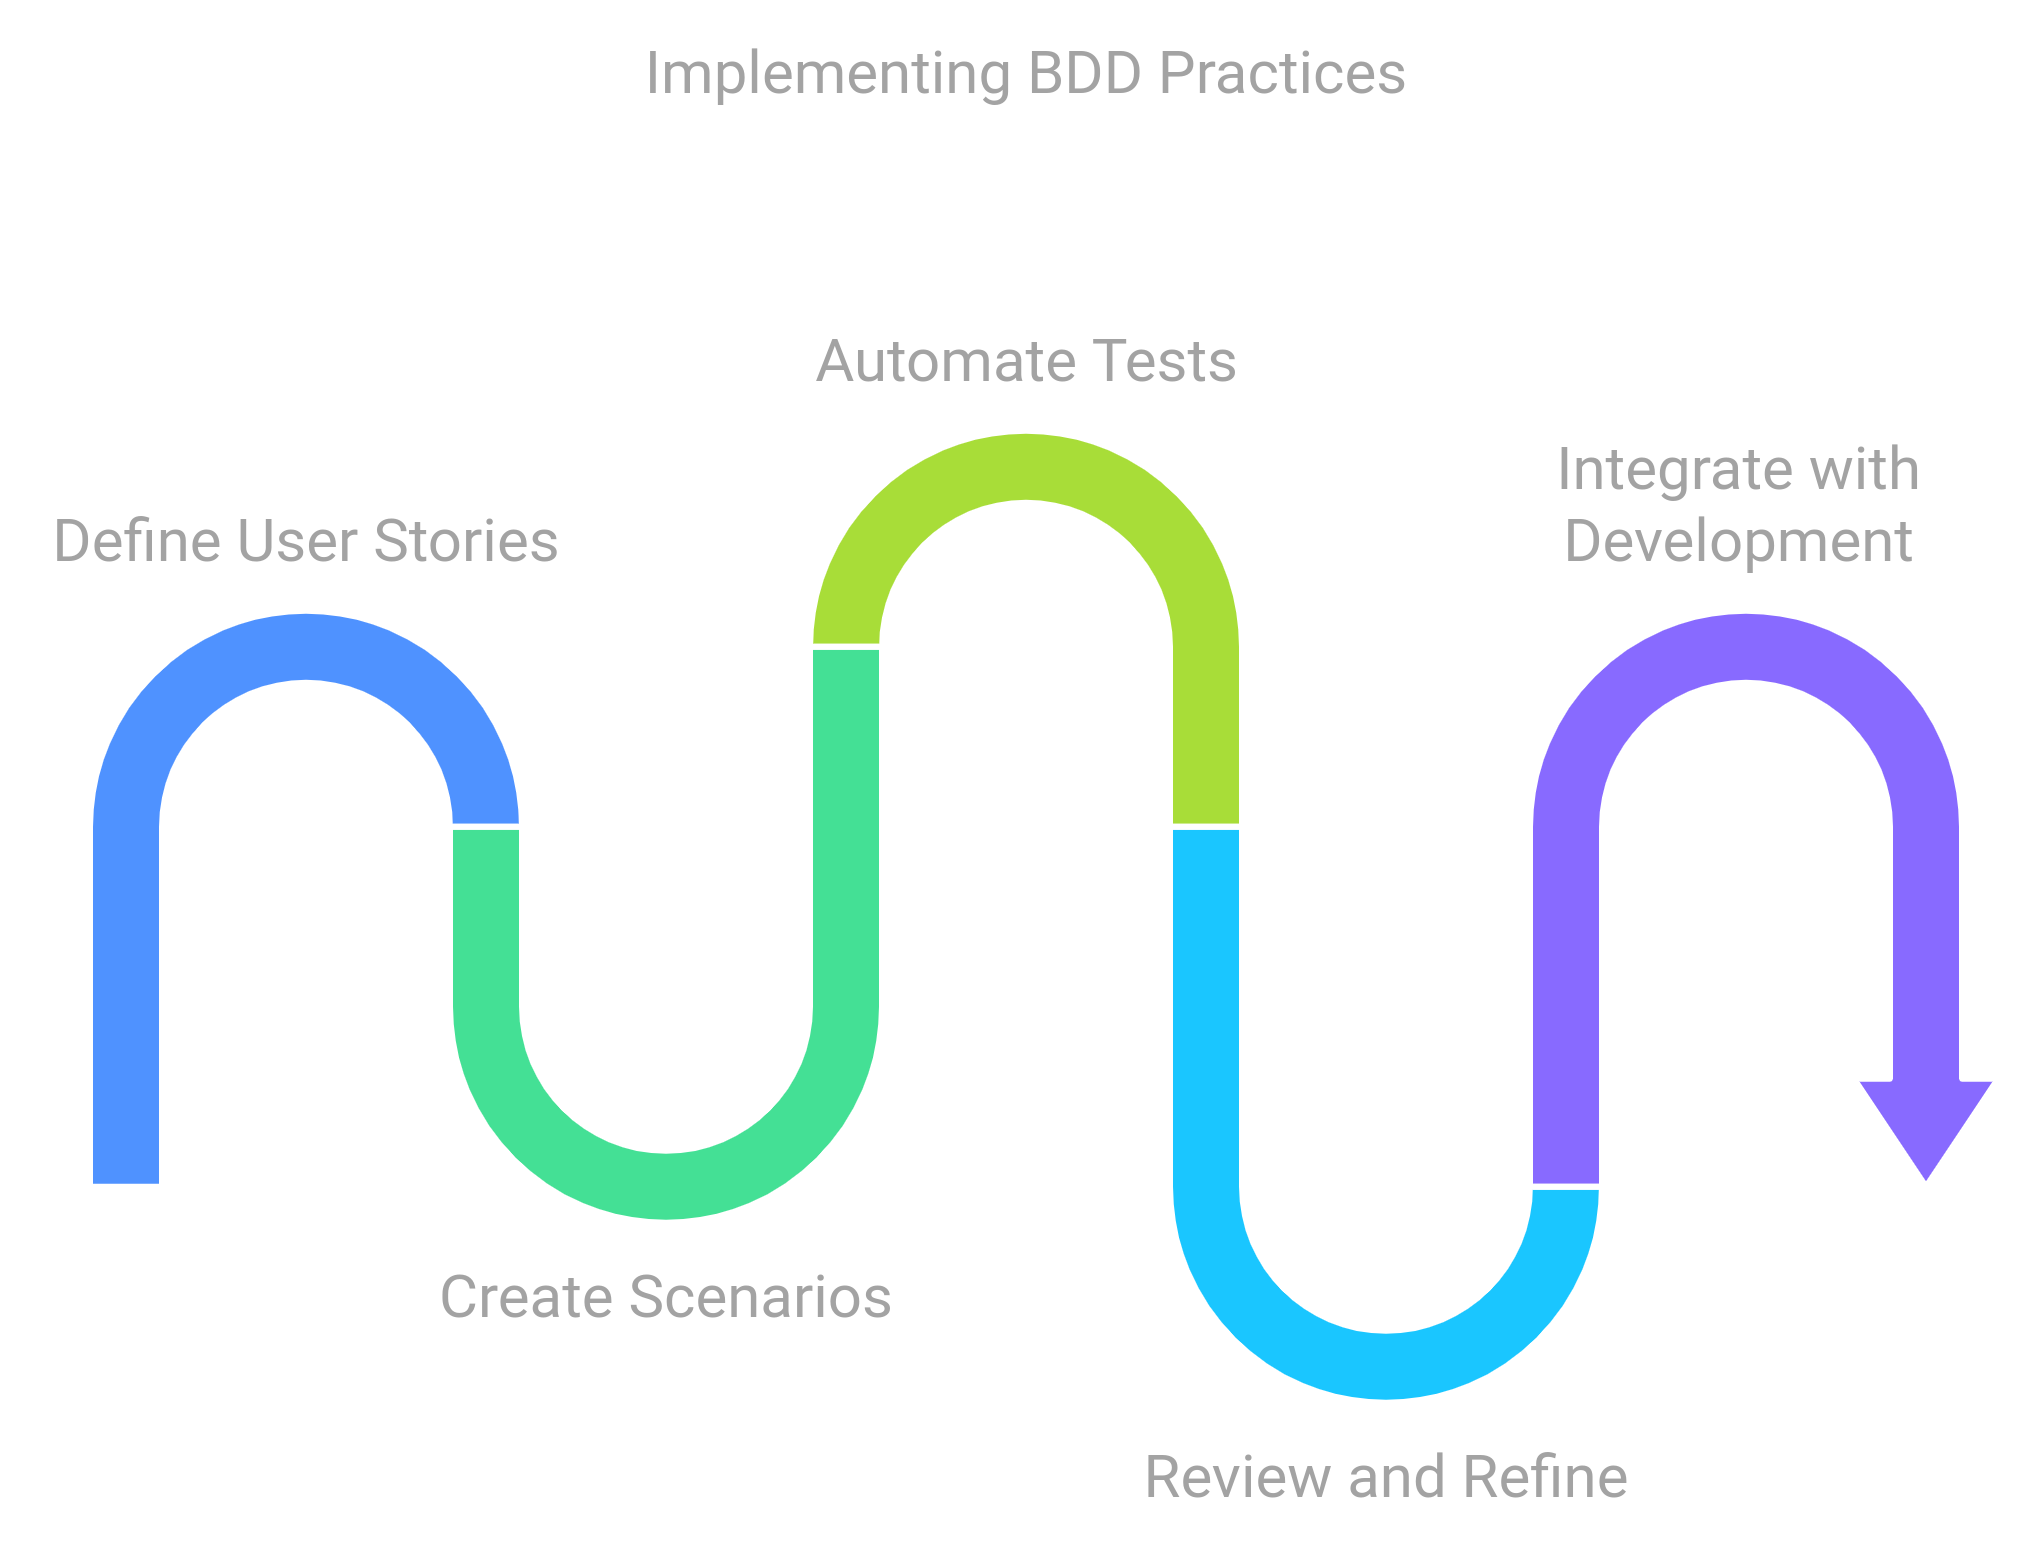 Implementing BDD Practices
Automate Tests
Integrate with
Development
Define User Stories
Create Scenarios
Review and Refine